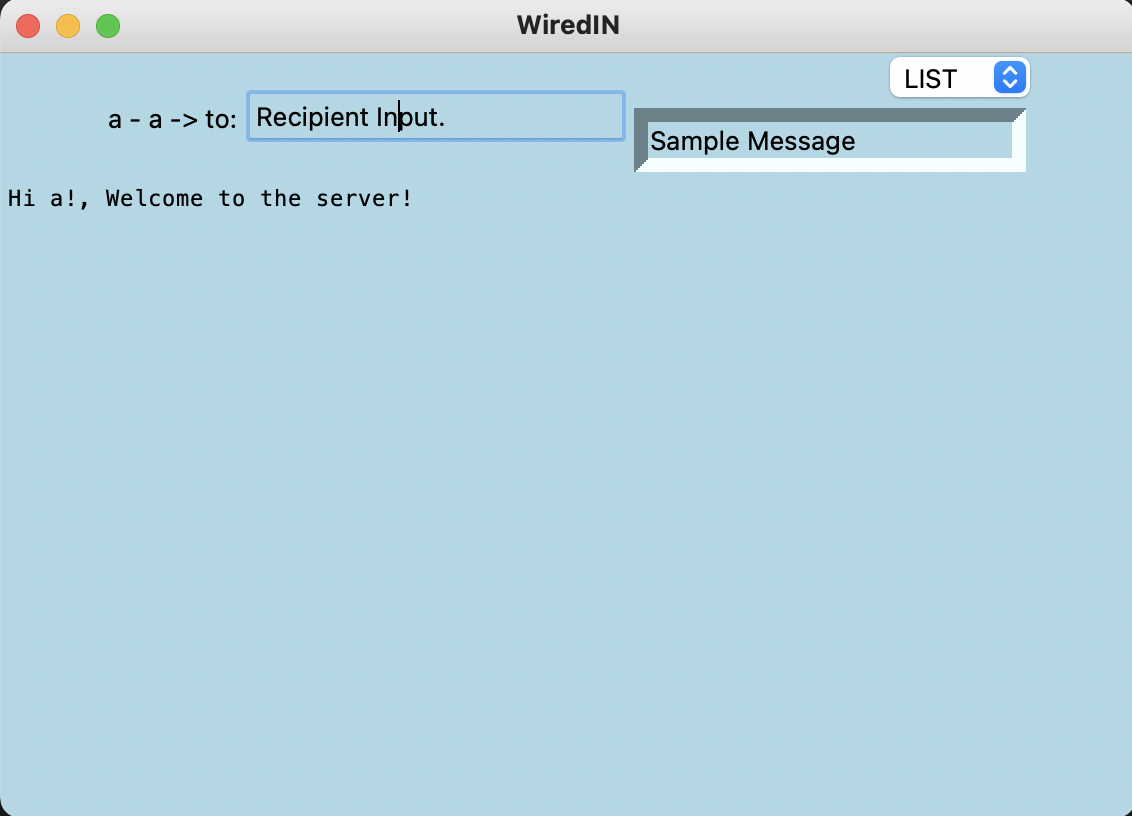 WiredIN
LIST
a - a -> to: Recipient Input.
Sample Message
Hi a!, Welcome to the server!